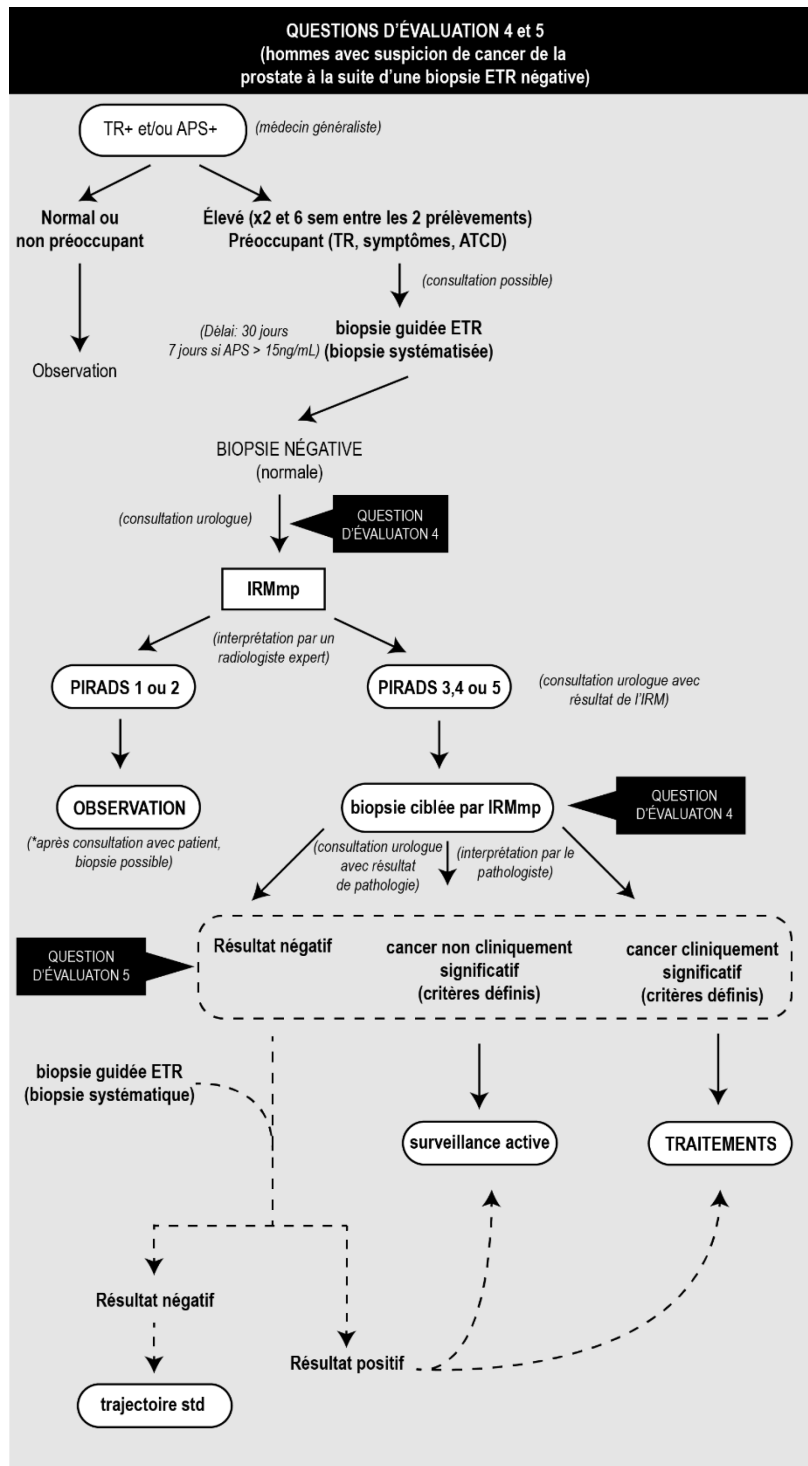 QUESTIONS D'ÉVALUATION 4 et 5
(hommes avec suspicion de cancer de la
prostate à la suite d'une biopsie ETR négative)
TR+ et/ou APS+
(médecin généraliste)
Normal ou
non préoccupant
Élevé (x2 et 6 sem entre les 2 prélèvements)
Préoccupant (TR, symptômes, ATCD)
(consultation possible)
(Délai: 30 jours
7 jours si APS > 15ng/mL)
biopsie guidée ETR
(biopsie systématisée)
Observation
BIOPSIE NÉGATIVE
(normale)
(consultation urologue)
QUESTION
D'ÉVALUATON 4
IRMmp
(interprétation par un
radiologiste expert)
PIRADS 1 ou 2
PIRADS 3,4 ou 5
(consultation urologue avec
résultat de l'IRM)
OBSERVATION
(*après consultation avec patient,
biopsie possible)
biopsie ciblée par IRMmp
QUESTION
D'ÉVALUATON 4
(consultation urologue
avec résultat
de pathologie)
(interprétation par le
pathologiste)
QUESTION
D'ÉVALUATON 5
Résultat négatif
cancer non cliniquement
significatif
(critères définis)
cancer cliniquement
significatif
(critères définis)
biopsie guidée ETR
(biopsie systématique)
surveillance active
TRAITEMENTS
Résultat négatif
Résultat positif
trajectoire std